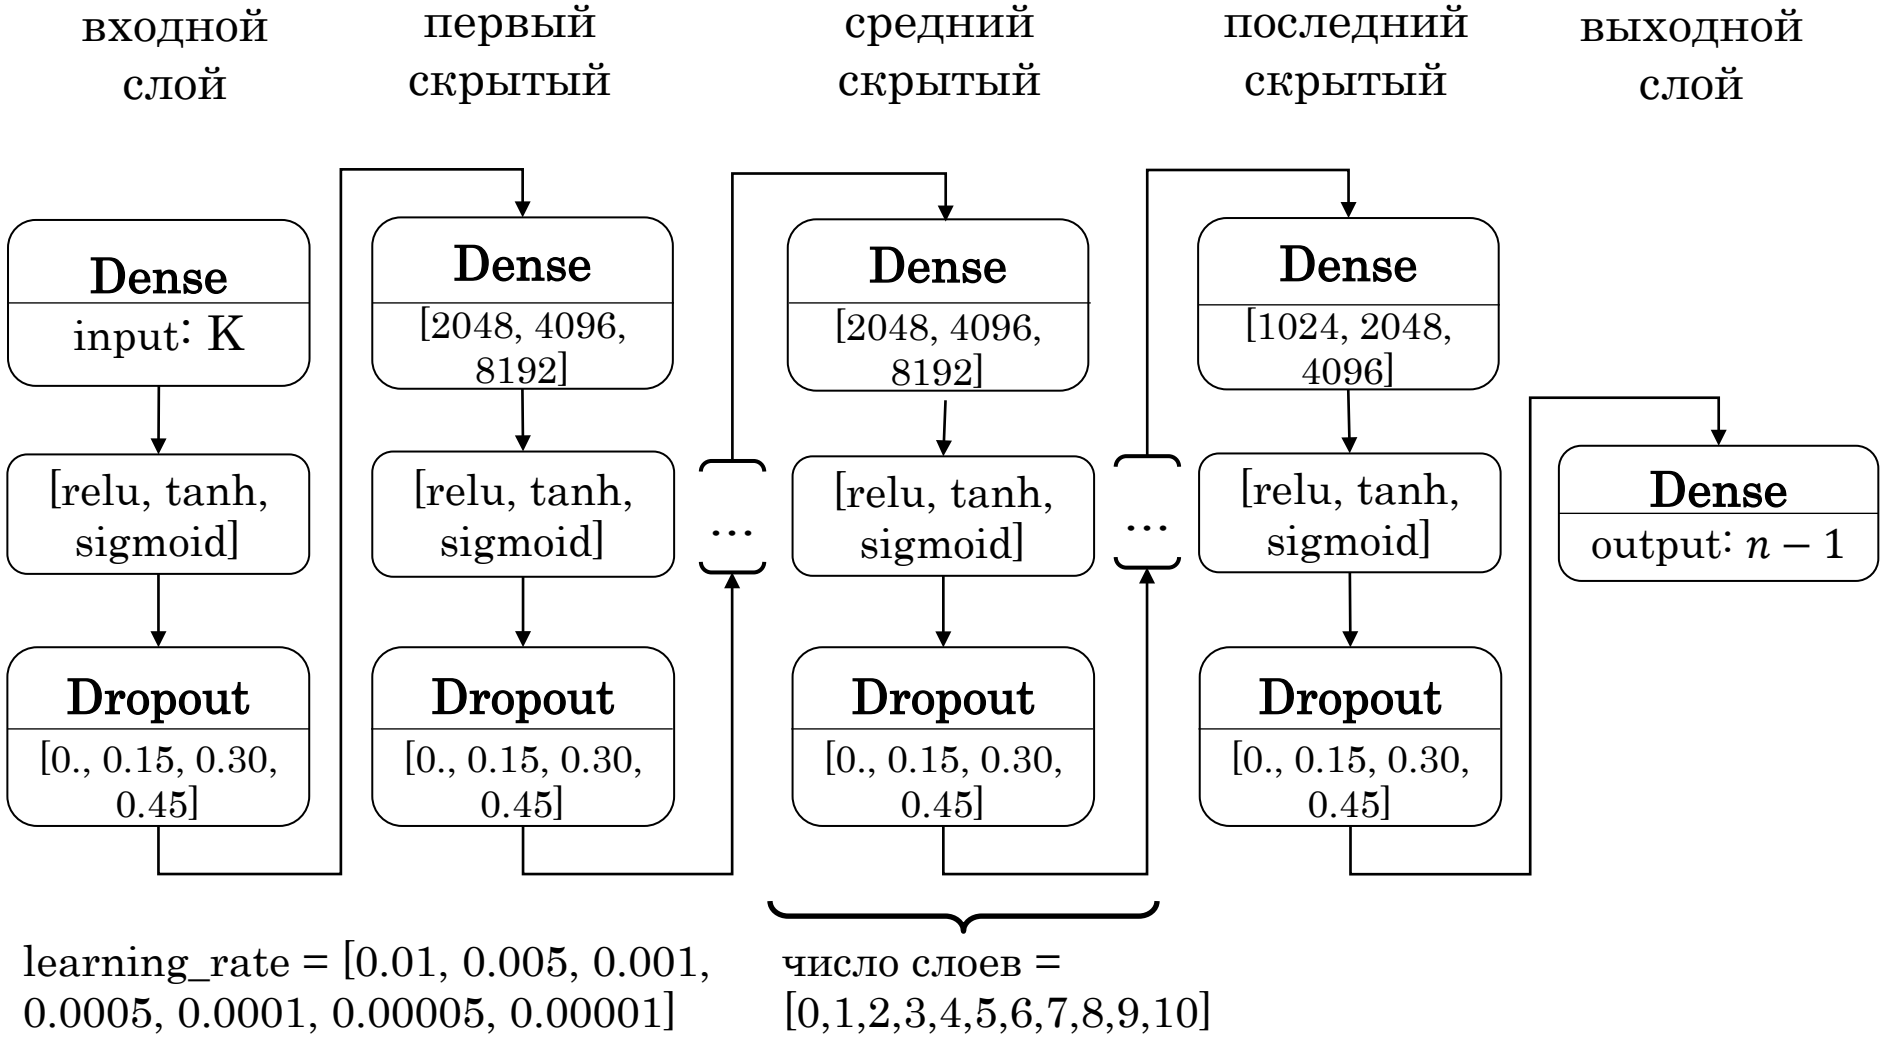 входной
слой
первый
скрытый
средний
скрытый
последний
скрытый
выходной
слой
Dense
input: K
[relu, tanh,
sigmoid]
Dropout
[0., 0.15, 0.30,
0.45]
Dense
[2048, 4096,
8192]
[relu, tanh,
sigmoid]
Dropout
[0., 0.15, 0.30,
0.45]
...
Dense
[2048, 4096,
8192]
[relu, tanh,
sigmoid]
Dropout
[0., 0.15, 0.30,
0.45]
...
Dense
[1024, 2048,
4096]
[relu, tanh,
sigmoid]
Dropout
[0., 0.15, 0.30,
0.45]
Dense
output: n − 1
learning_rate = [0.01, 0.005, 0.001,
0.0005, 0.0001, 0.00005, 0.00001]
число слоев =
[0,1,2,3,4,5,6,7,8,9,10]